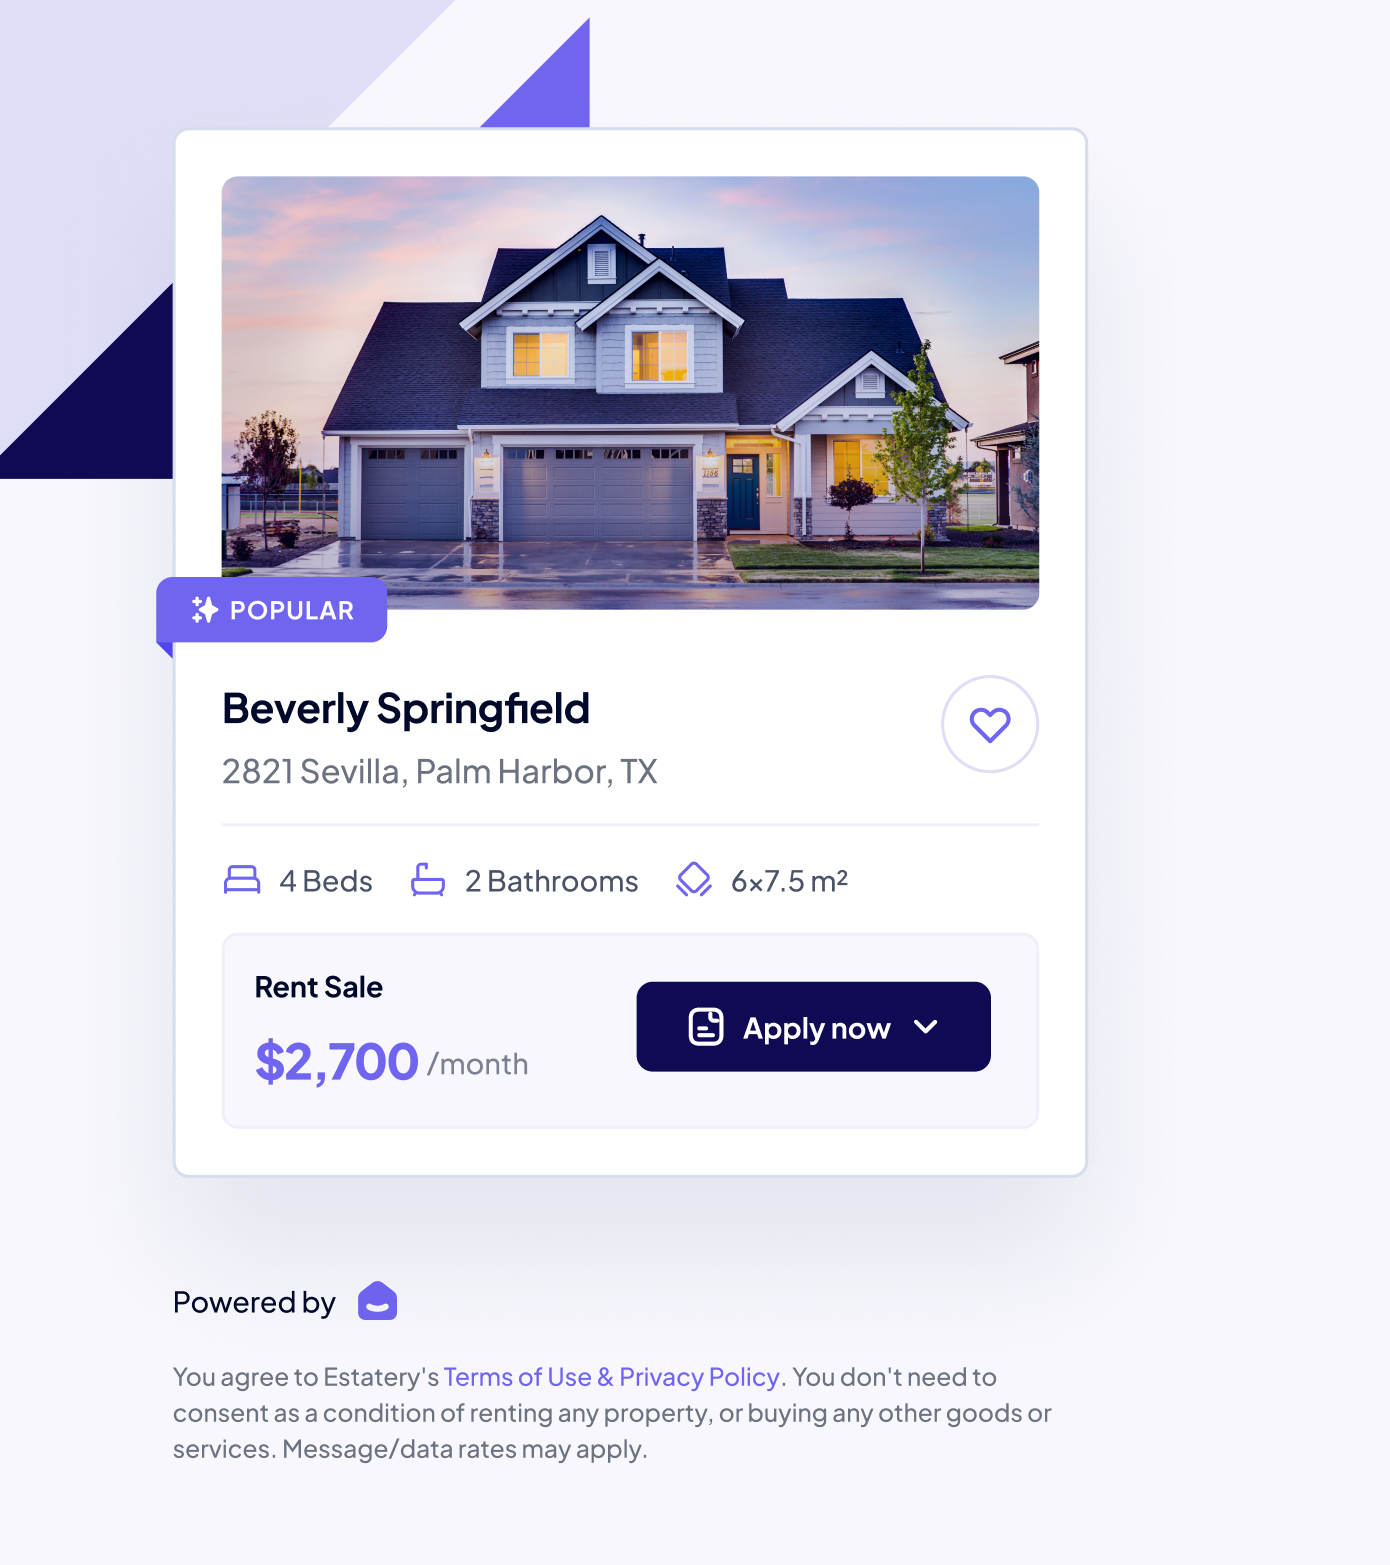 POPULAR
Beverly Springfield
2821 Sevilla, Palm Harbor, TX
4 Beds 2 Bathrooms 6×7.5 m²
Rent Sale
$2,700 /month
Apply now
Powered by
You agree to Estatery's Terms of Use & Privacy Policy. You don't need to
consent as a condition of renting any property, or buying any other goods or
services. Message/data rates may apply.